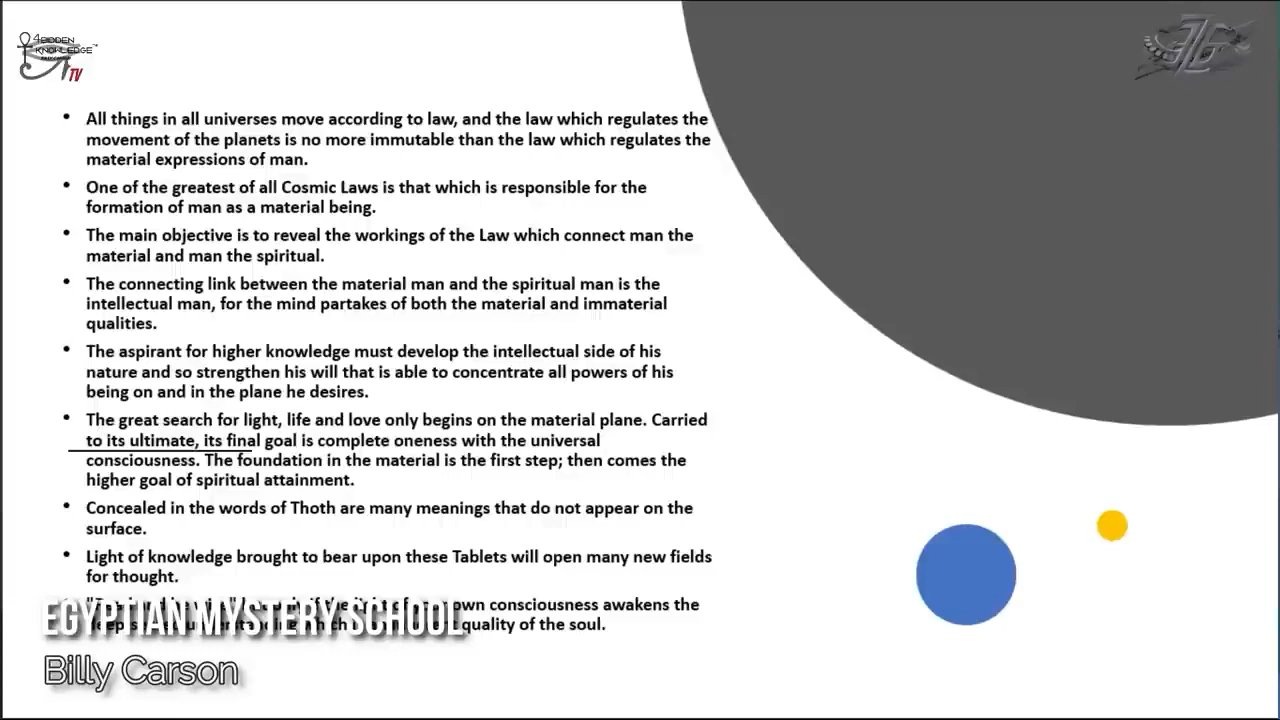 4BIDDEN
KNOWLEDGE
TV
• All things in all universes move according to law, and the law which regulates the
movement of the planets is no more immutable than the law which regulates the
material expressions of man.
• One of the greatest of all Cosmic Laws is that which is responsible for the
formation of man as a material being.
• The main objective is to reveal the workings of the Law which connect man the
material and man the spiritual.
• The connecting link between the material man and the spiritual man is the
intellectual man, for the mind partakes of both the material and immaterial
qualities.
• The aspirant for higher knowledge must develop the intellectual side of his
nature and so strengthen his will that is able to concentrate all powers of his
being on and in the plane he desires.
• The great search for light, life and love only begins on the material plane. Carried
to its ultimate, its final goal is complete oneness with the universal
consciousness. The foundation in the material is the first step; then comes the
higher goal of spiritual attainment.
• Concealed in the words of Thoth are many meanings that do not appear on the
surface.
• Light of knowledge brought to bear upon these Tablets will open many new fields
for thought.
own consciousness awakens the
quality of the soul.
EGYPTIAN MYSTERY SCHOOL
Billy Carson